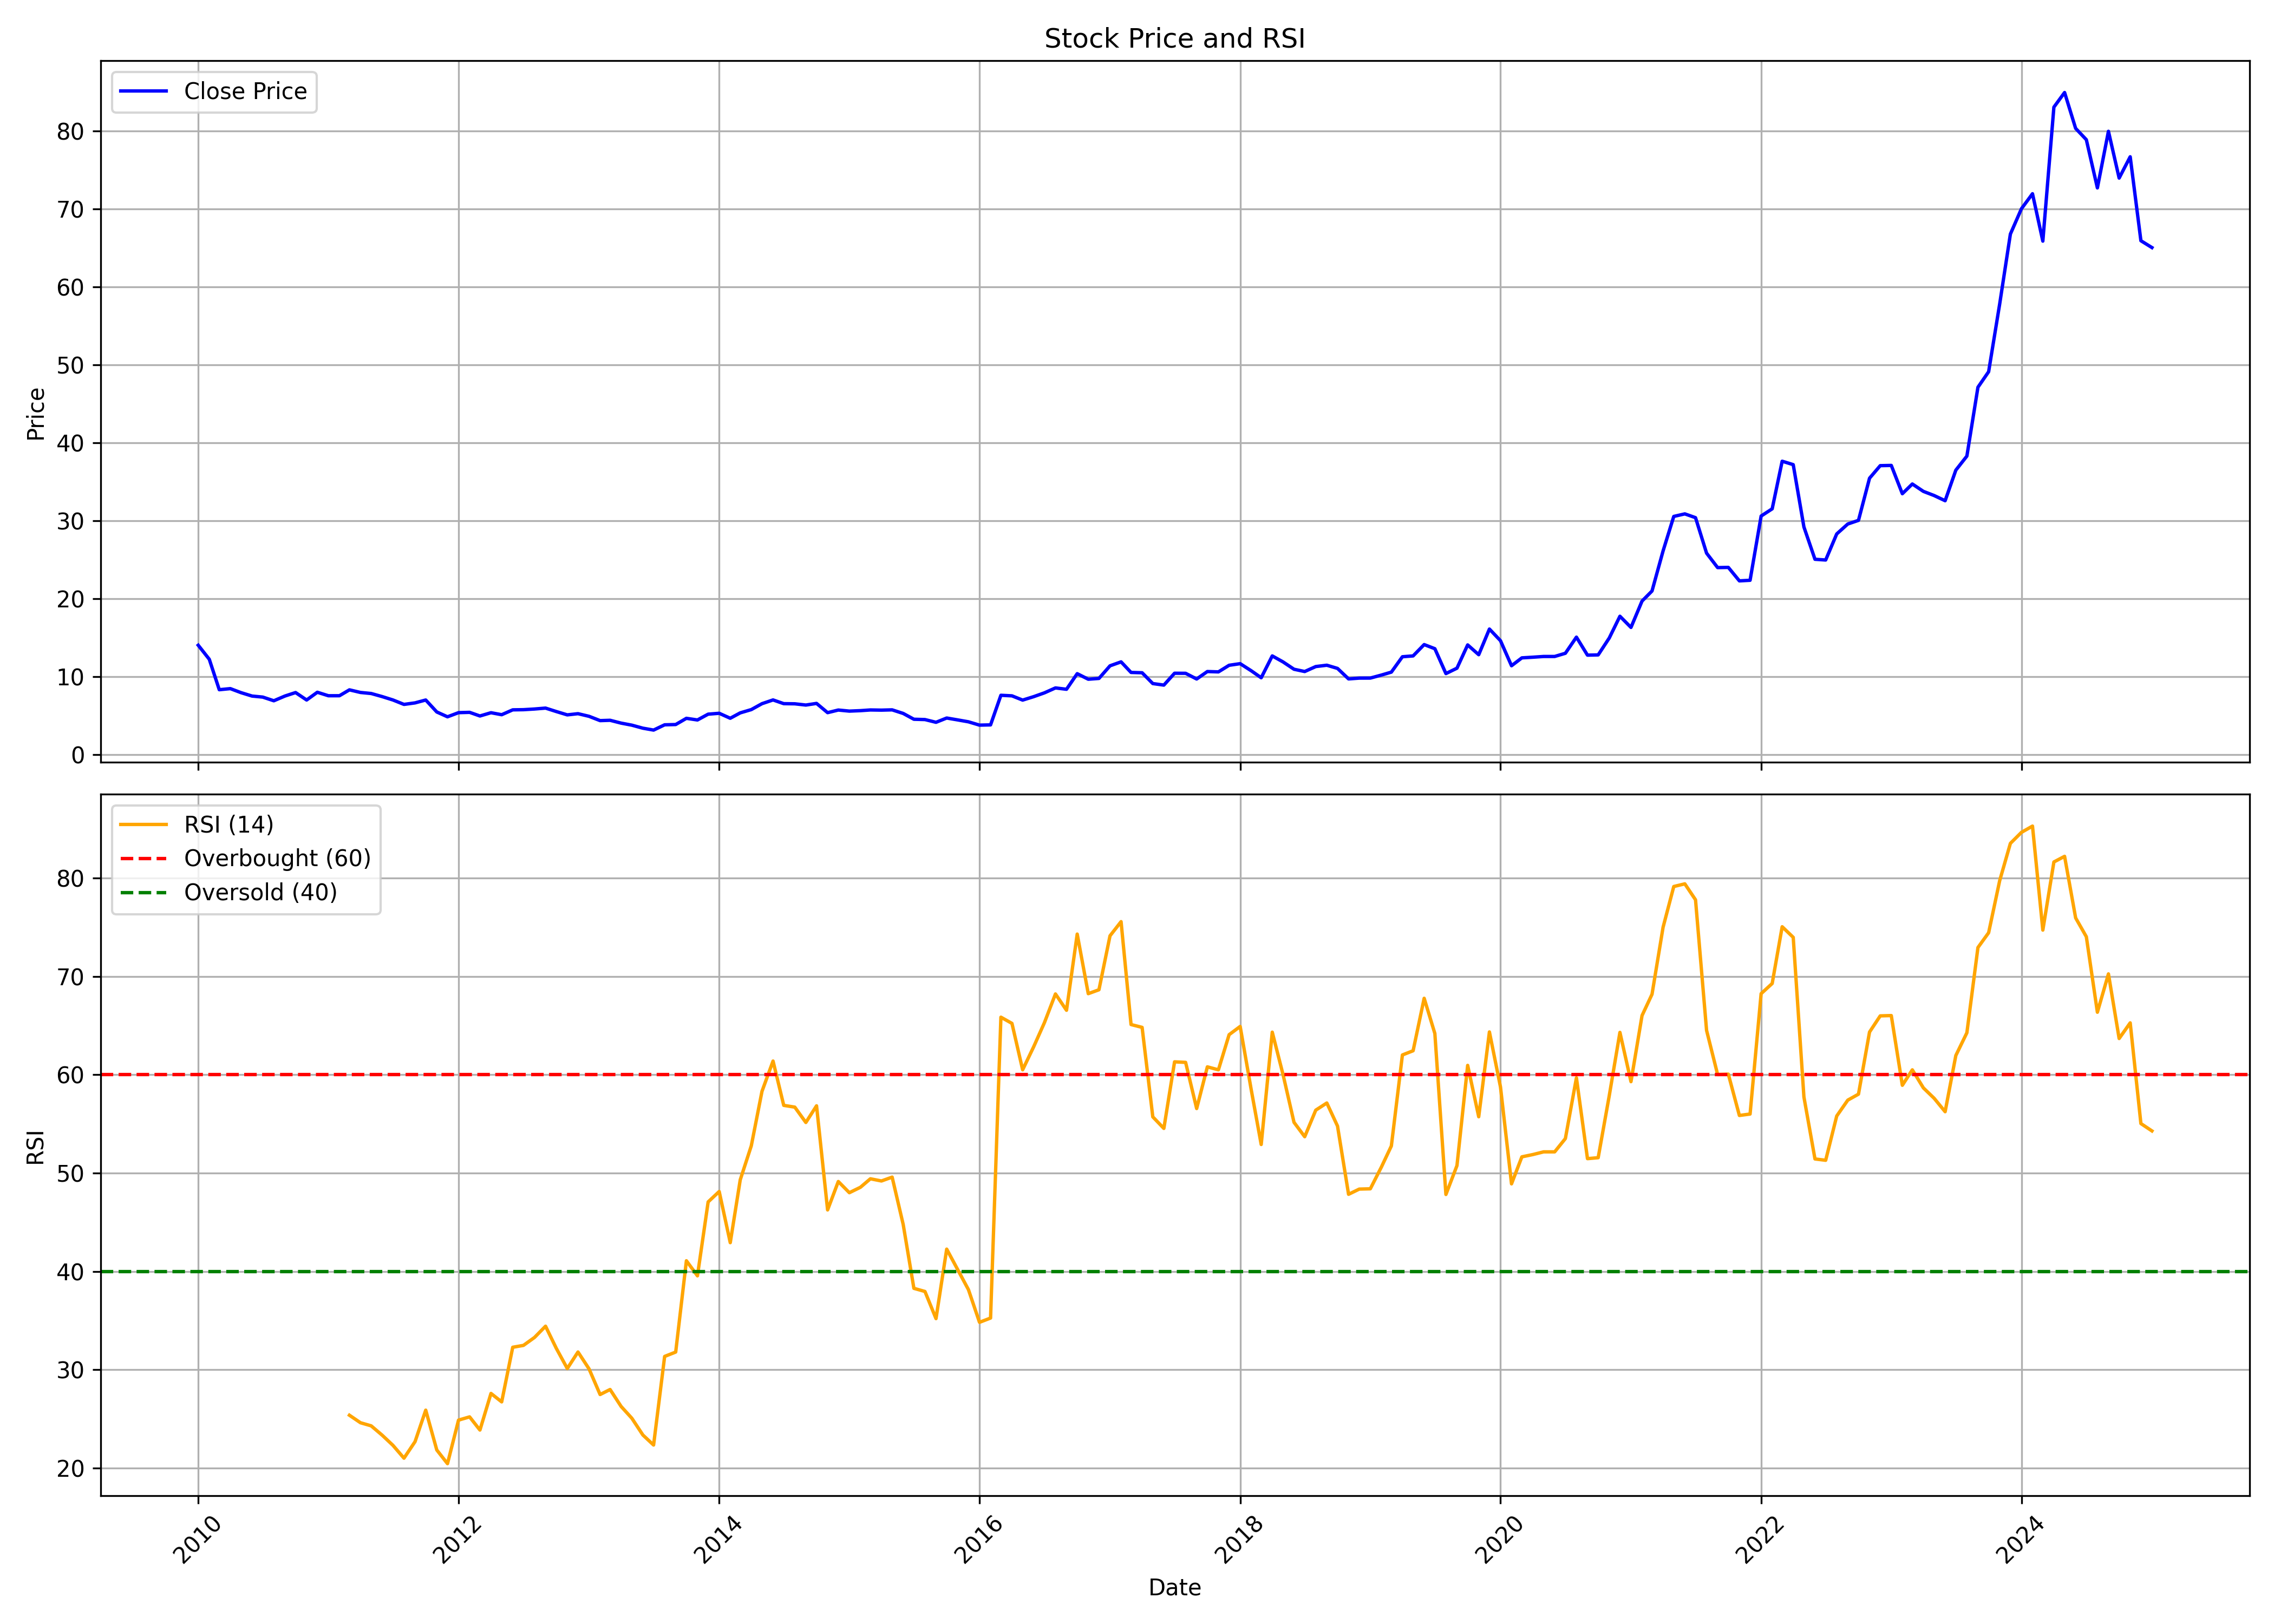 Stock Price and RSI
Close Price
80
70
60
50
40
30
20
10
0
Price
RSI (14)
Overbought (60)
Oversold (40)
80
70
60
50
40
30
20
RSI
2010 2012 2014 2016 2018 2020 2022 2024
Date